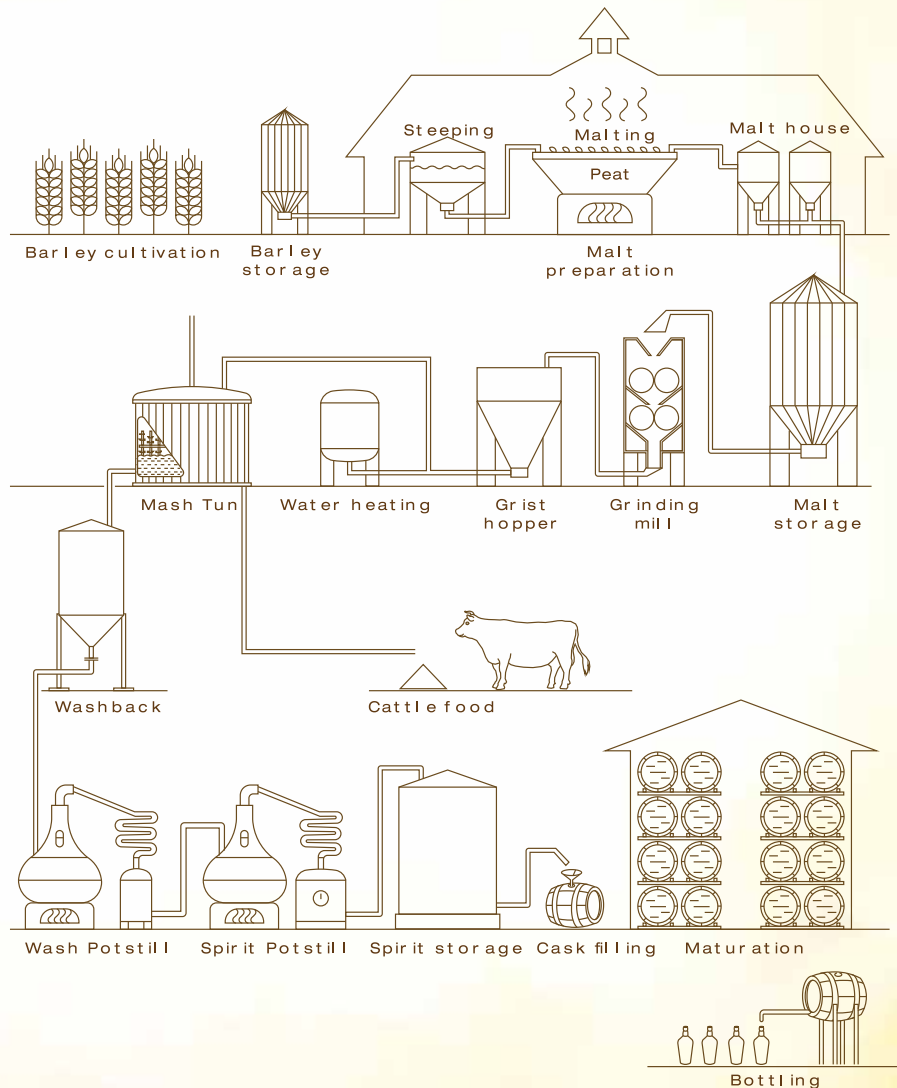 Steeping
Malting
Malt house
Peat
Barley cultivation
Barley
storage
Malt
preparation
Mash Tun
Water heating
Grist
hopper
Grinding
mill
Malt
storage
Washback
Cattle food
Wash Potstill
Spirit Potstill
Spirit storage
Cask filling
Maturation
Bottling